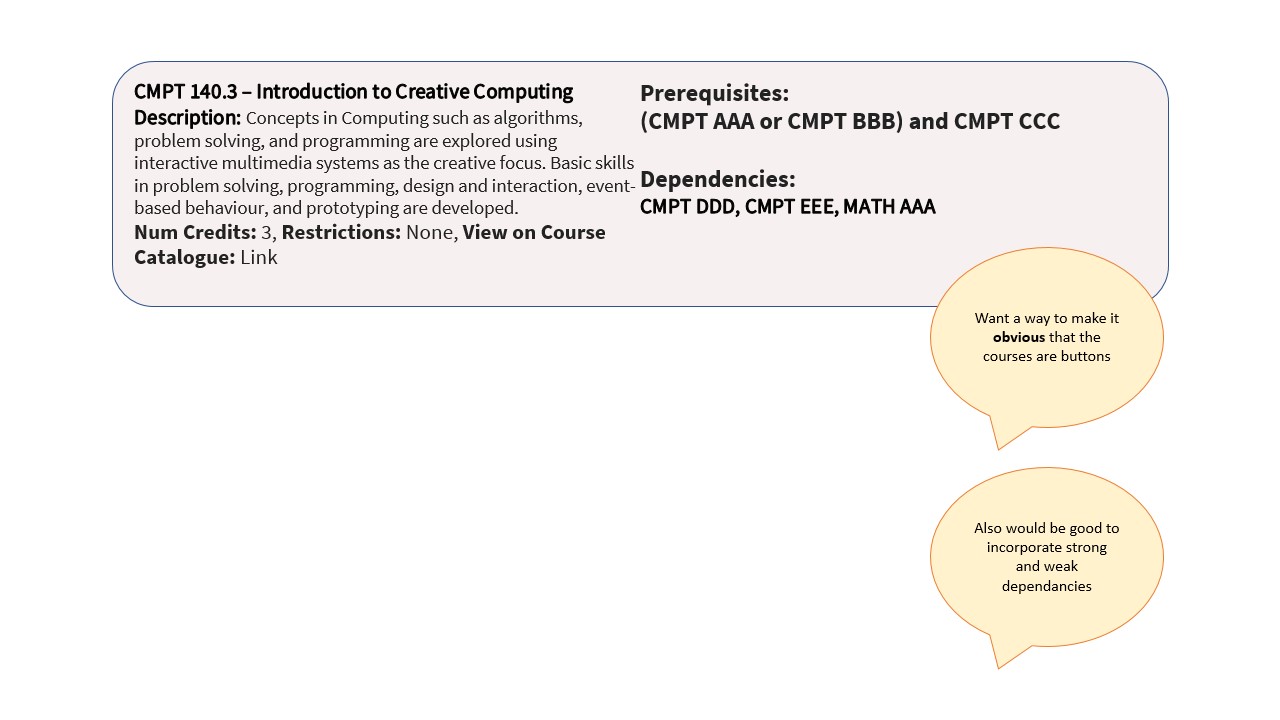 CMPT 140.3 – Introduction to Creative Computing
Description: Concepts in Computing such as algorithms,
problem solving, and programming are explored using
interactive multimedia systems as the creative focus. Basic skills
in problem solving, programming, design and interaction, event-
based behaviour, and prototyping are developed.
Num Credits: 3, Restrictions: None, View on Course
Catalogue: Link
Prerequisites:
(CMPT AAA or CMPT BBB) and CMPT CCC
Dependencies:
CMPT DDD, CMPT EEE, MATH AAA
Want a way to make it
obvious that the
courses are buttons
Also would be good to
incorporate strong
and weak
dependancies